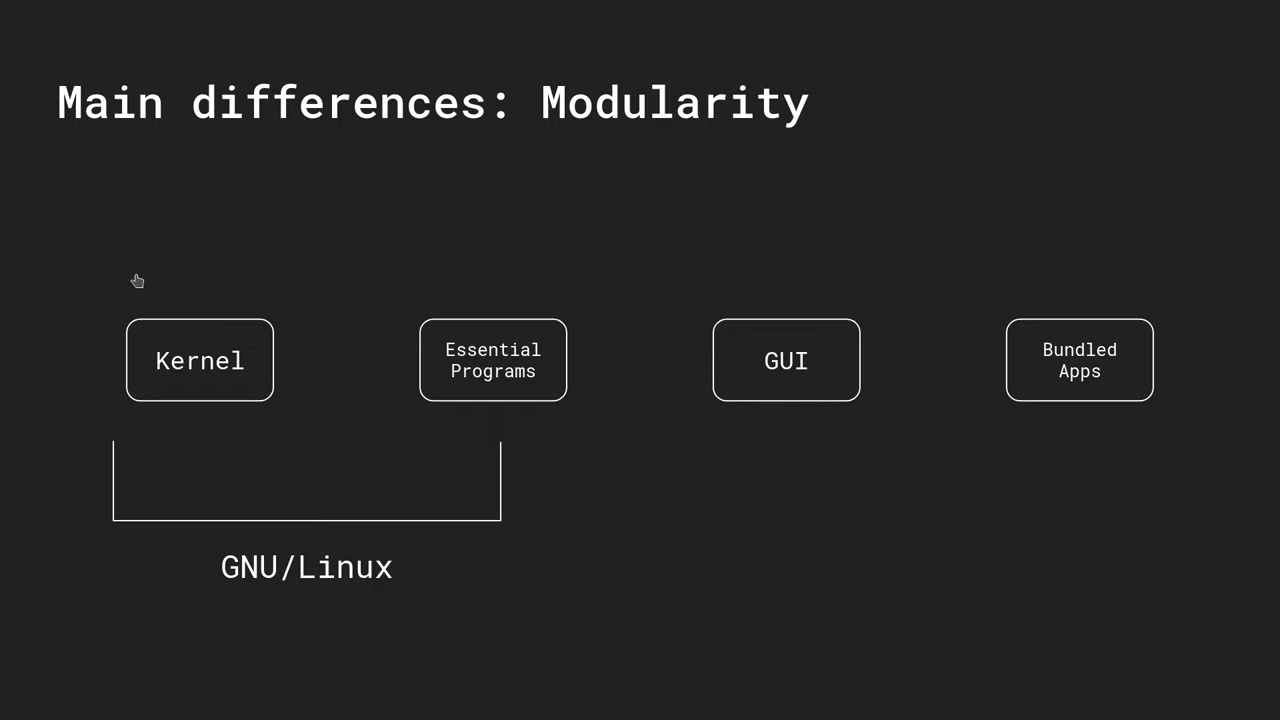 Main differences: Modularity
Kernel
Essential
Programs
GUI
Bundled
Apps
GNU/Linux